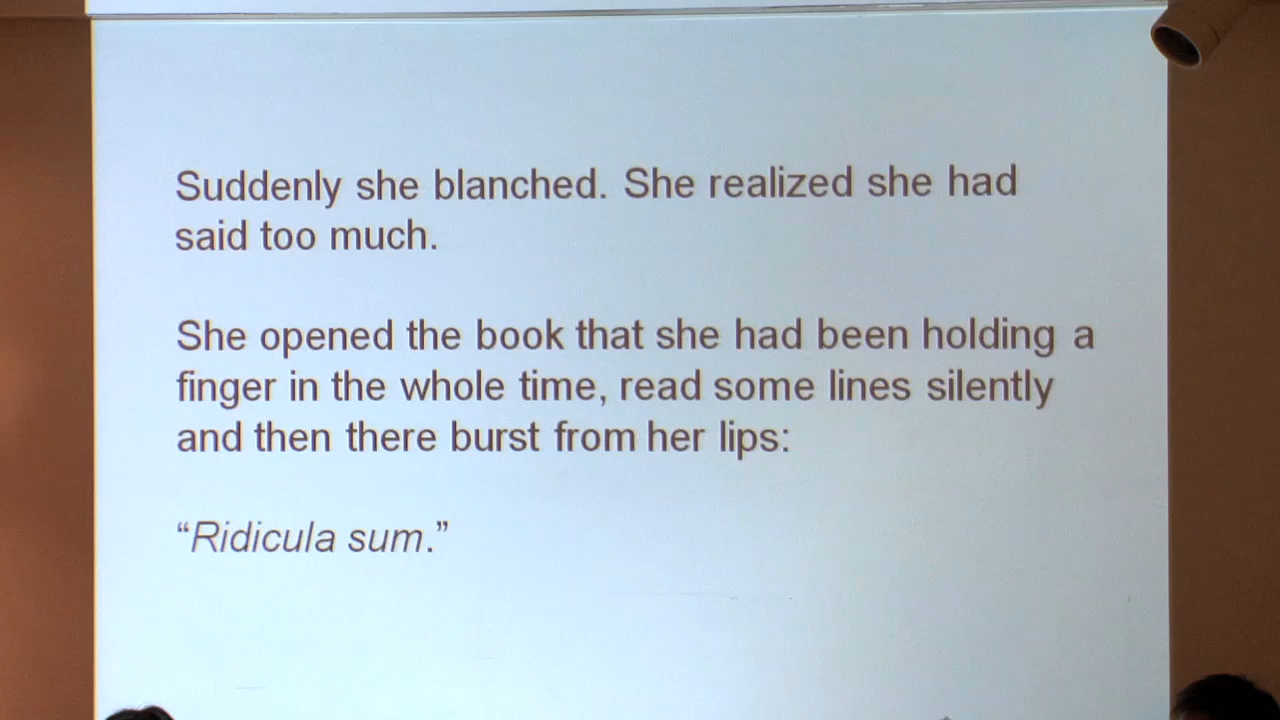 Suddenly she blanched. She realized she had
said too much.
She opened the book that she had been holding a
finger in the whole time, read some lines silently
and then there burst from her lips:
“Ridicula sum.”